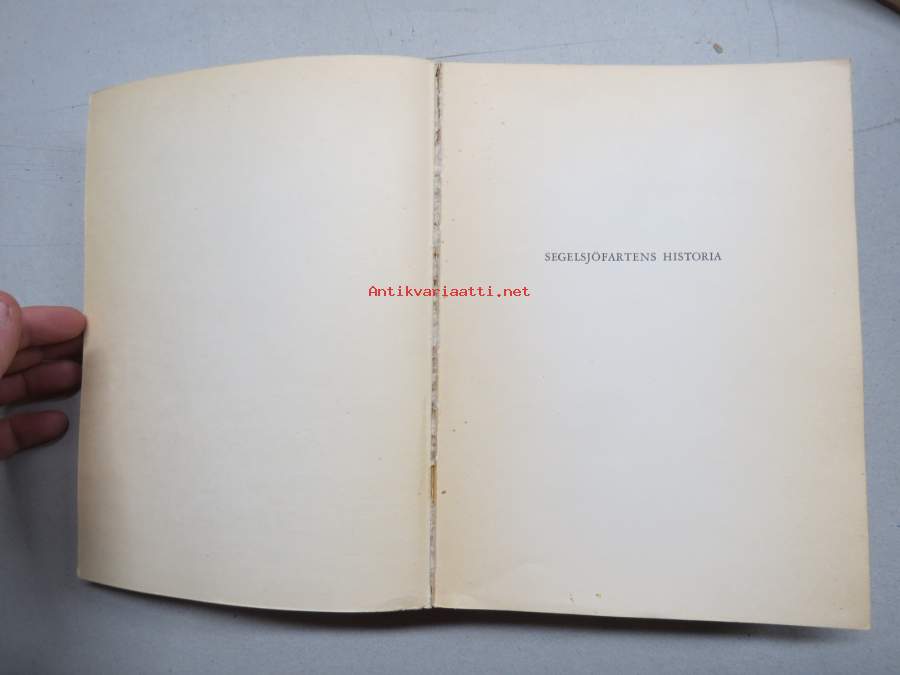 Antikvariaatti.net
SEGELSJÖFARTENS HISTORIA